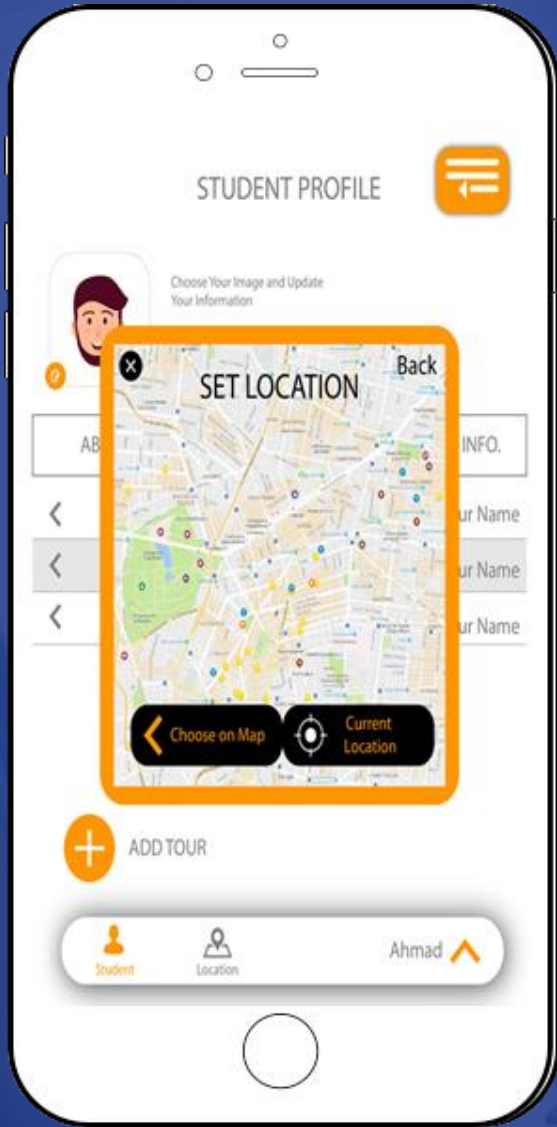 STUDENT PROFILE
Choose Your Image and Update
Your Information
Back
SET LOCATION
AB
INFO.
ur Name
ur Name
ur Name
Choose on Map
Current
Location
ADD TOUR
Student
Location
Ahmad